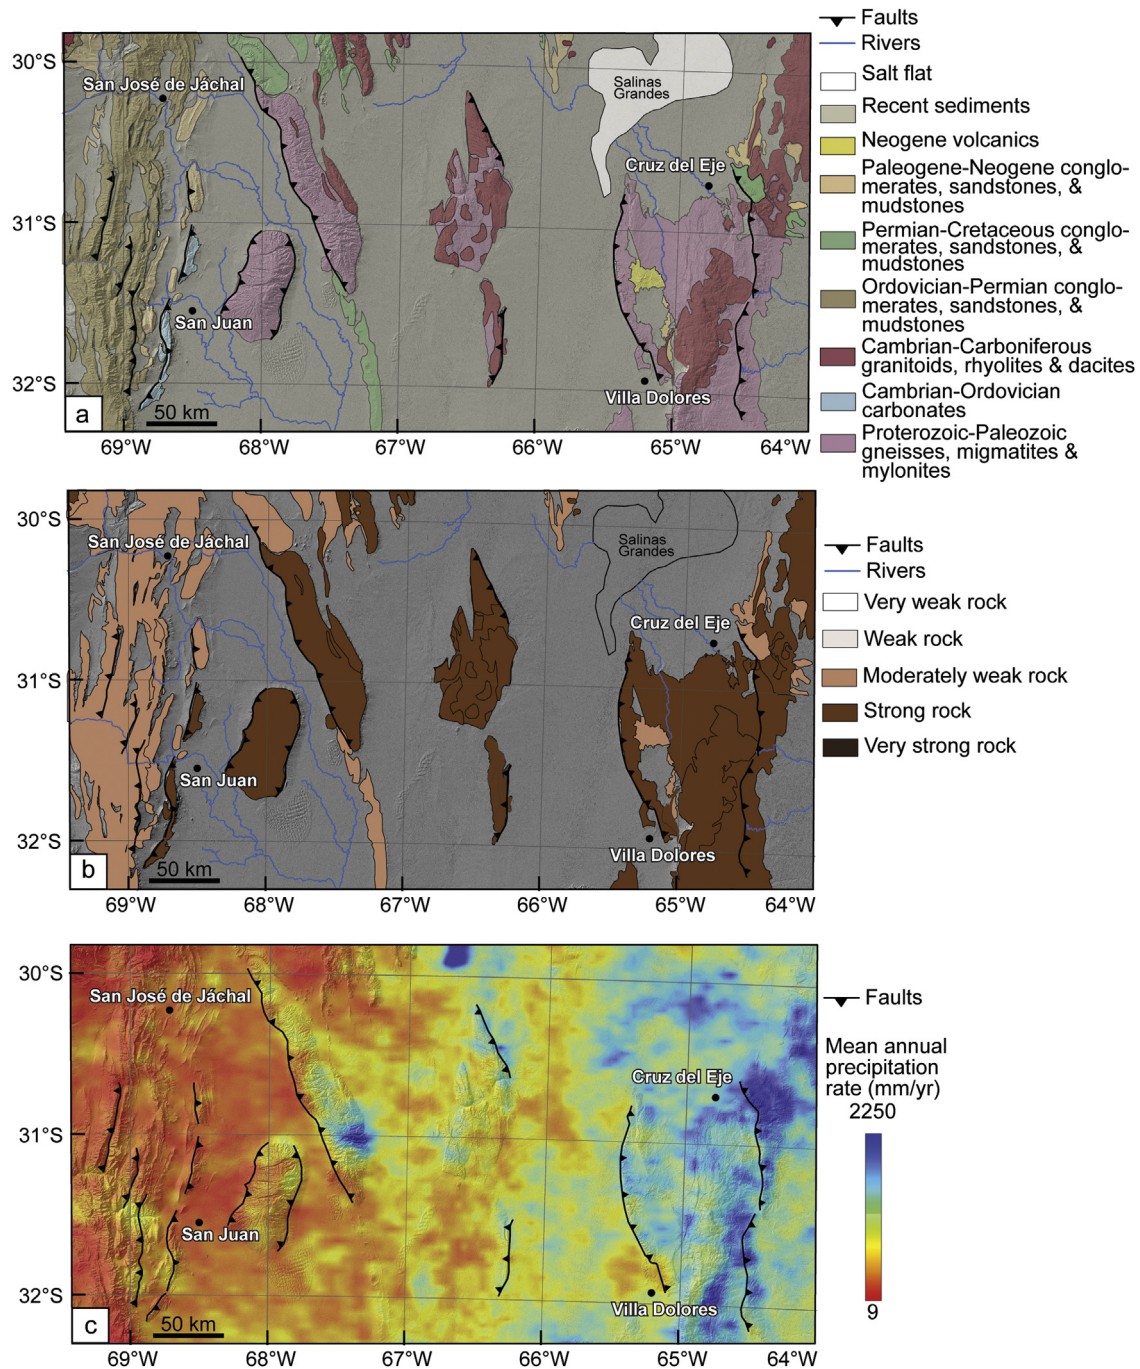 30°S
31°S
32°S
San José de Jáchal
Salinas
Grandes
Cruz del Eje
San Juan
Villa Dolores
a
50 km
69°W
68°W
67°W
66°W
65°W
64°W
Faults
Rivers
Salt flat
Recent sediments
Neogene volcanics
Paleogene-Neogene conglo-
merates, sandstones, &
mudstones
Permian-Cretaceous conglo-
merates, sandstones, &
mudstones
Ordovician-Permian conglo-
merates, sandstones, &
mudstones
Cambrian-Carboniferous
granitoids, rhyolites & dacites
Cambrian-Ordovician
carbonates
Proterozoic-Paleozoic
gneisses, migmatites &
mylonites
30°S
31°S
32°S
San José de Jáchal
Salinas
Grandes
Cruz del Eje
San Juan
Villa Dolores
b
50 km
69°W
68°W
67°W
66°W
65°W
64°W
Faults
Rivers
Very weak rock
Weak rock
Moderately weak rock
Strong rock
Very strong rock
30°S
31°S
32°S
San José de Jáchal
Cruz del Eje
San Juan
Villa Dolores
c
50 km
69°W
68°W
67°W
66°W
65°W
64°W
Faults
Mean annual
precipitation
rate (mm/yr)
2250
9